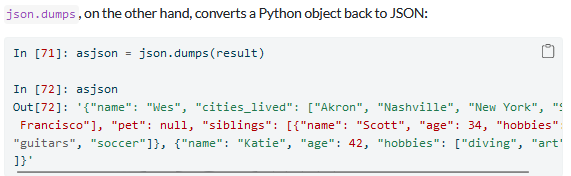 json.dumps, on the other hand, converts a Python object back to JSON:
In [71]: asjson = json.dumps(result)
In [72]: asjson
Out[72]: '{"name": "Wes", "cities_lived": ["Akron", "Nashville", "New York", "S
Francisco"], "pet": null, "siblings": [{"name": "Scott", "age": 34, "hobbies":
"guitars", "soccer"]}, {"name": "Katie", "age": 42, "hobbies": ["diving", "art"
]}'